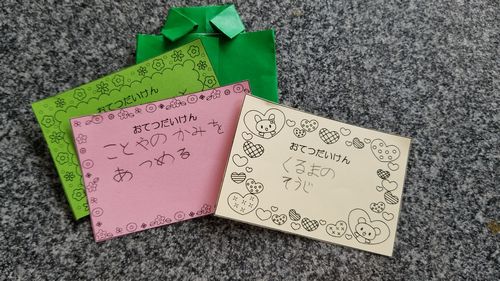 おてつだいけん
おてつだいけん
ことやのかみを
あつめる
おてつだいけん
くるまの
そうじ